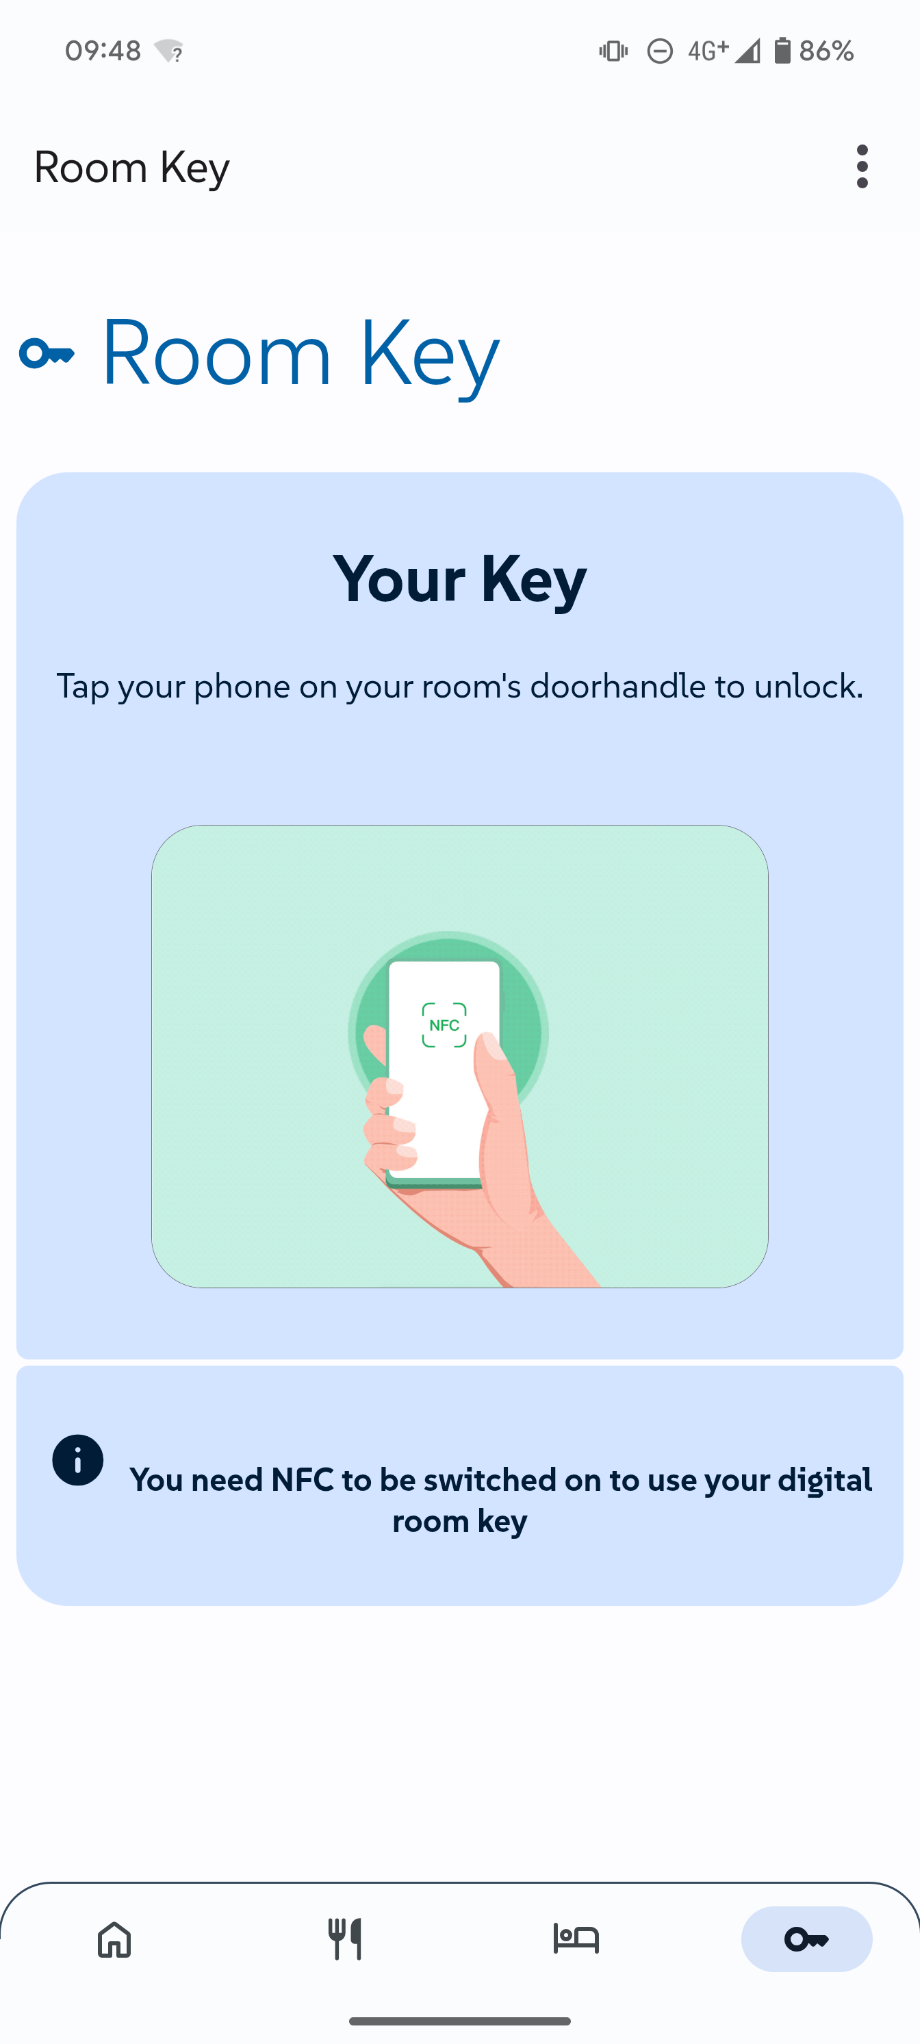 09:48
4G+ 86%
Room Key
Room Key
Your Key
Tap your phone on your room's doorhandle to unlock.
NFC
You need NFC to be switched on to use your digital
room key